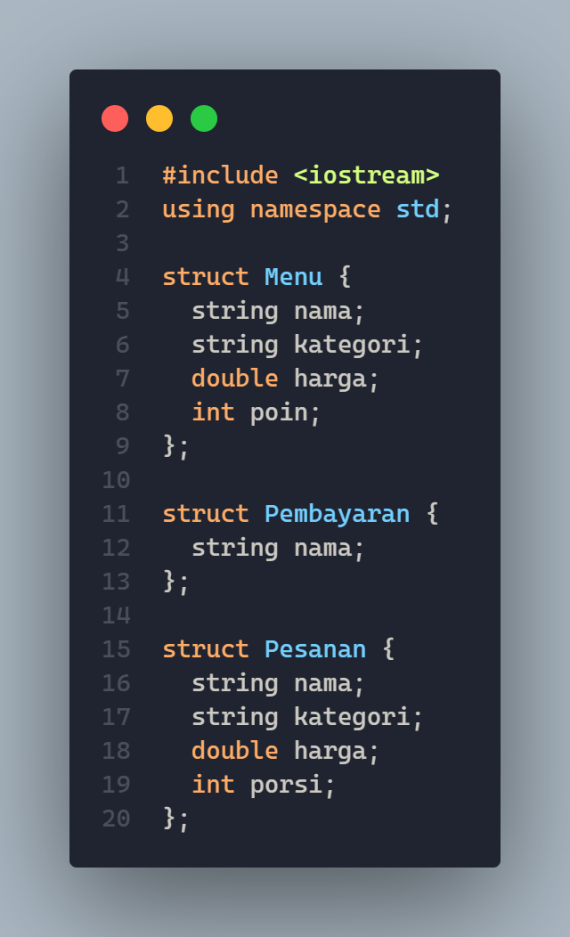 1 #include <iostream>
2 using namespace std;
3
4 struct Menu {
5   string nama;
6   string kategori;
7   double harga;
8   int poin;
9 };
10
11 struct Pembayaran {
12   string nama;
13 };
14
15 struct Pesanan {
16   string nama;
17   string kategori;
18   double harga;
19   int porsi;
20 };